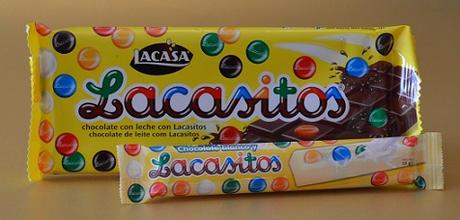 LACASA
Lacasitos
chocolate con leche con Lacasitos
chocolate de leite com Lacasitos
Chocolate blanco y
Lacasitos